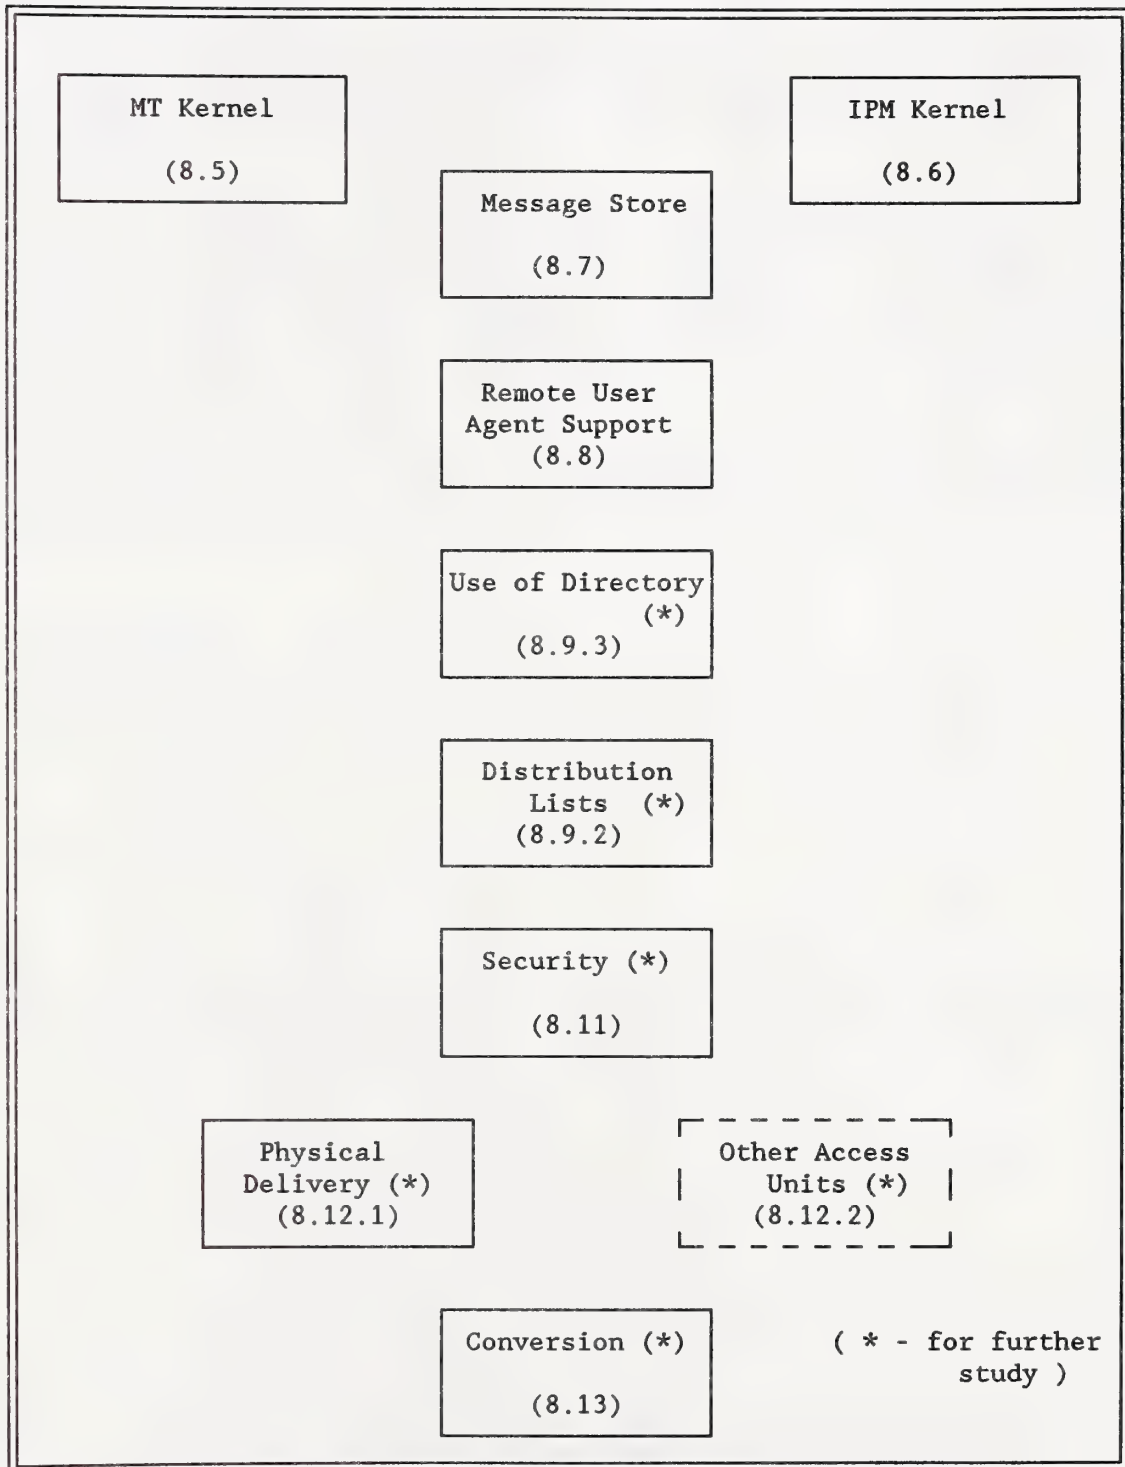 MT Kernel
(8.5)
IPM Kernel
(8.6)
Message Store
(8.7)
Remote User
Agent Support
(8.8)
Use of Directory
(*)
(8.9.3)
Distribution
Lists (*)
(8.9.2)
Security (*)
(8.11)
Physical
Delivery (*)
(8.12.1)
Other Access
Units (*)
(8.12.2)
Conversion (*)
(8.13)
( * - for further
study )